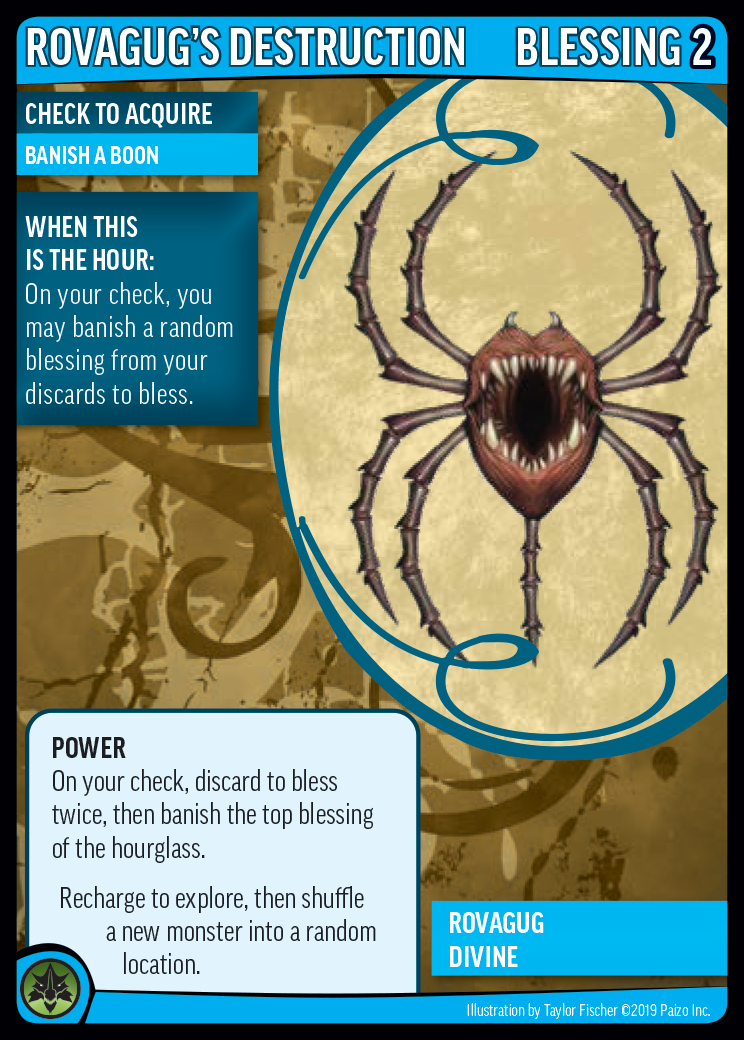 ROVAGUG'S DESTRUCTION BLESSING 2
CHECK TO ACQUIRE
BANISH A BOON
WHEN THIS
IS THE HOUR:
On your check, you
may banish a random
blessing from your
discards to bless.
POWER
On your check, discard to bless
twice, then banish the top blessing
of the hourglass.
Recharge to explore, then shuffle
a new monster into a random
location.
ROVAGUG
DIVINE
Illustration by Taylor Fischer ©2019 Paizo Inc.